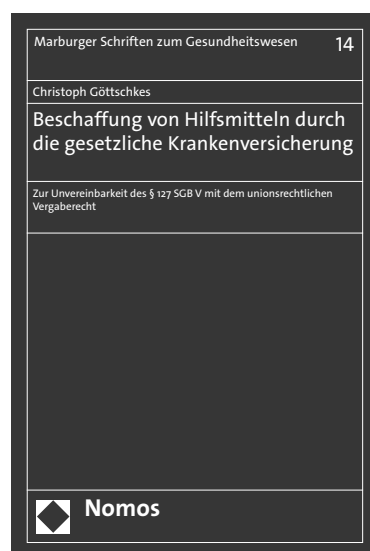 Marburger Schriften zum Gesundheitswesen 14
Christoph Göttschkes
Beschaffung von Hilfsmitteln durch
die gesetzliche Krankenversicherung
Zur Unvereinbarkeit des § 127 SGB V mit dem unionsrechtlichen
Vergaberecht
Nomos